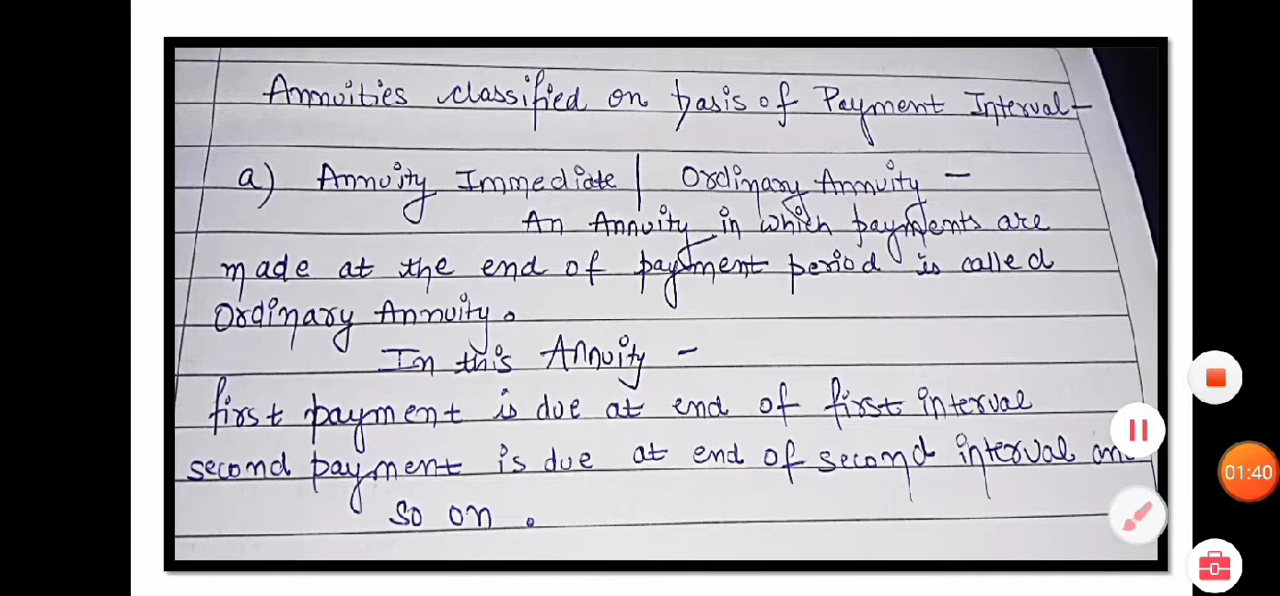 Annuities classified on basis of Payment Interval-
a) Annuity Immediate | Ordinary Annuity -
An Annuity in which payments are
made at the end of payment period is called
Ordinary Annuity.
In this Annuity -
first payment is due at end of first interval
second payment is due at end of second interval an
so on.
01:40